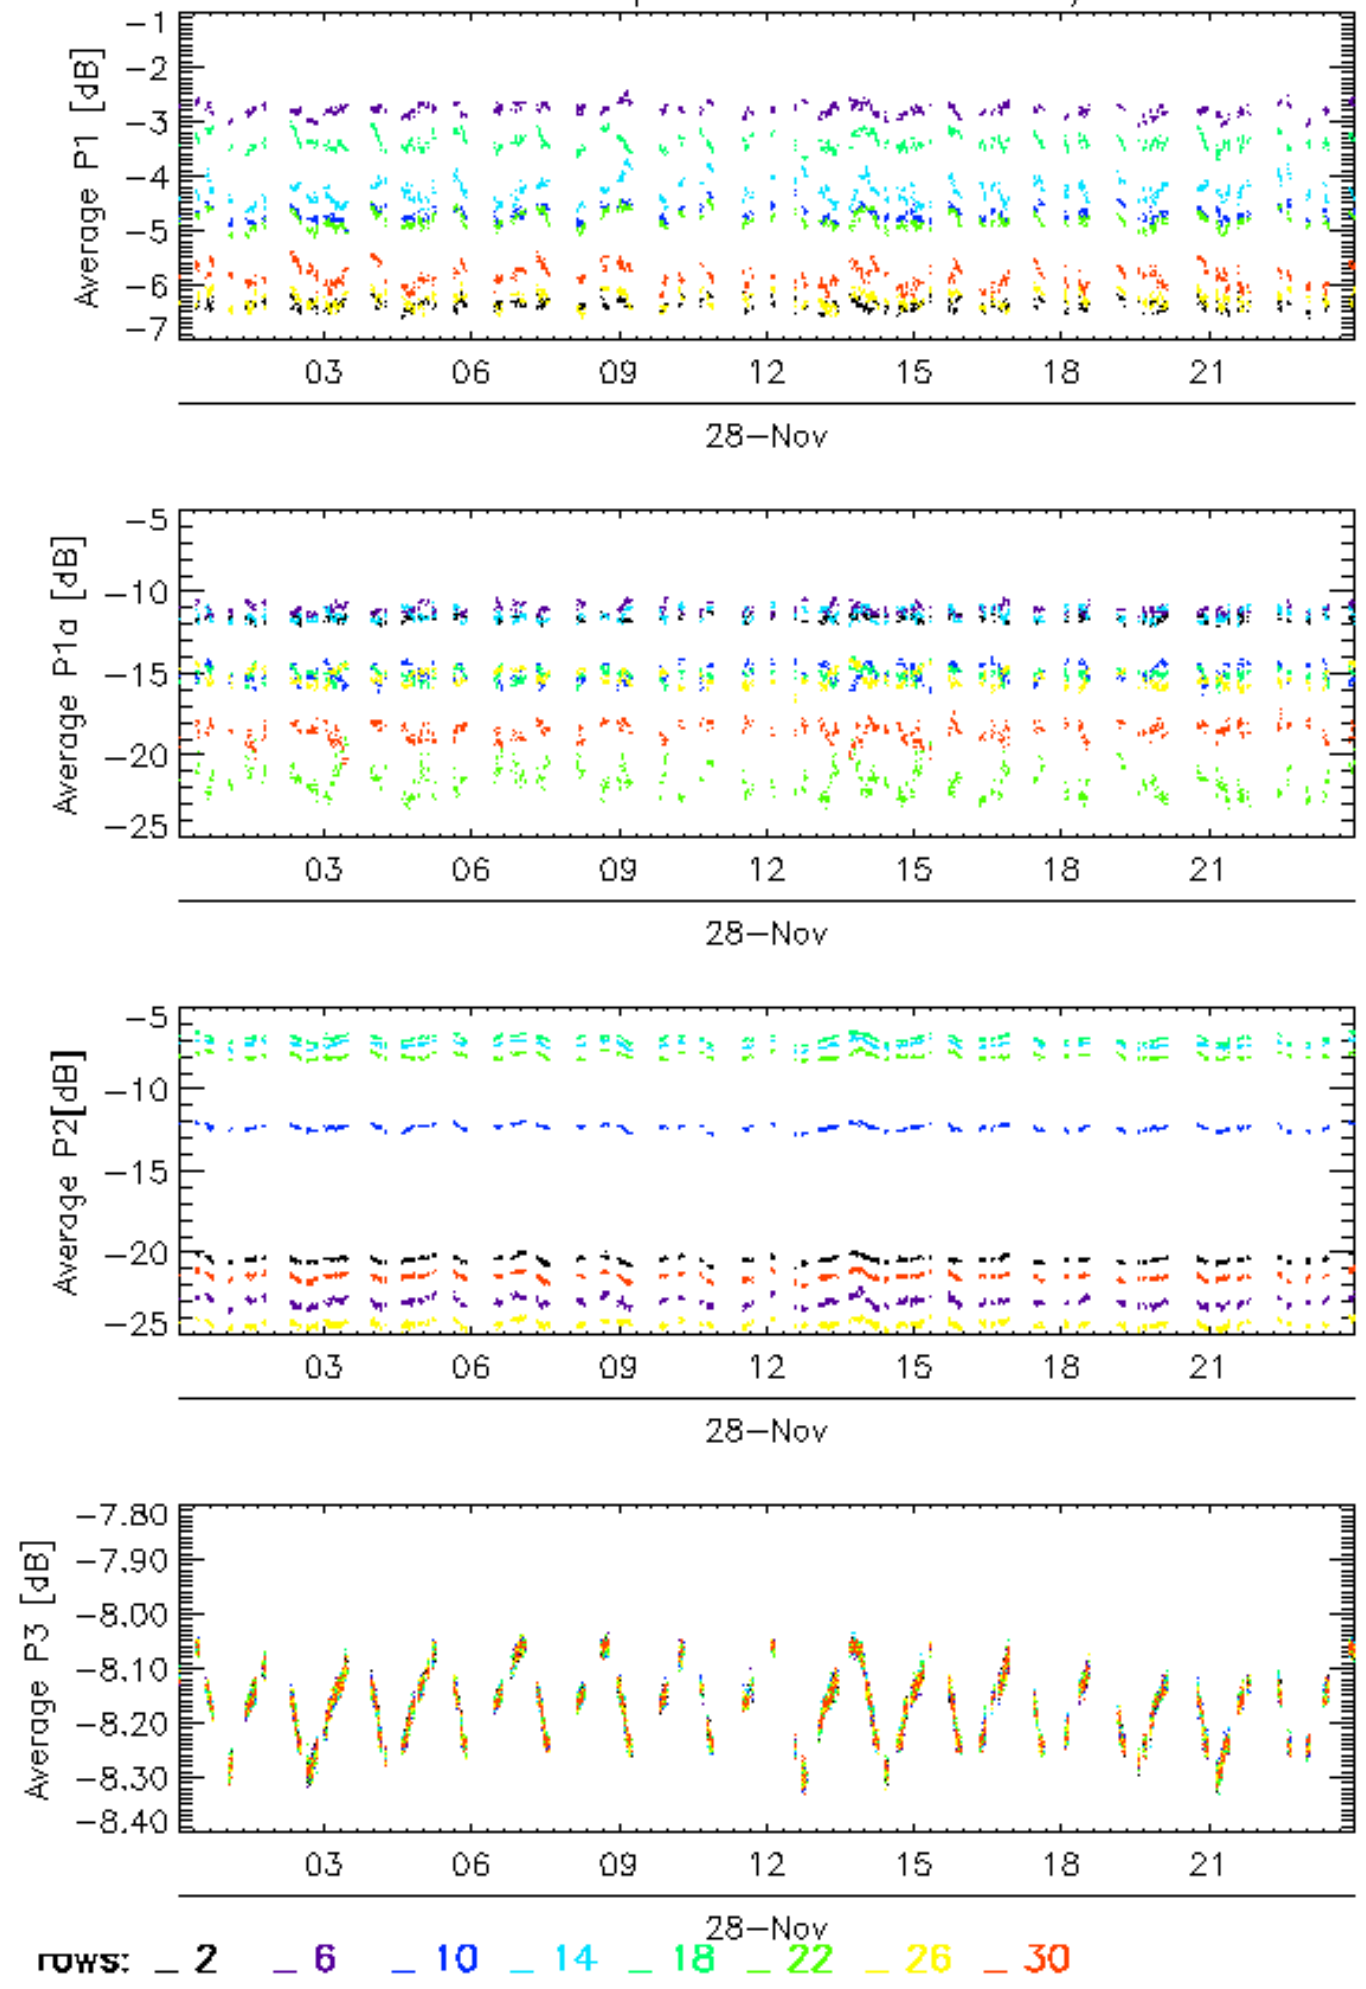 Average P1 [dB]
-1
-2
-3
-4
-5
-6
-7
03 06 09 12 15 18 21
28-Nov
Average P1a [dB]
-5
-10
-15
-20
-25
03 06 09 12 15 18 21
28-Nov
Average P2[dB]
-5
-10
-15
-20
-25
03 06 09 12 15 18 21
28-Nov
Average P3 [dB]
-7.80
-7.90
-8.00
-8.10
-8.20
-8.30
-8.40
03 06 09 12 15 18 21
28-Nov
rows: _ 2 _ 6 _ 10 _ 14 _ 18 _ 22 _ 26 _ 30